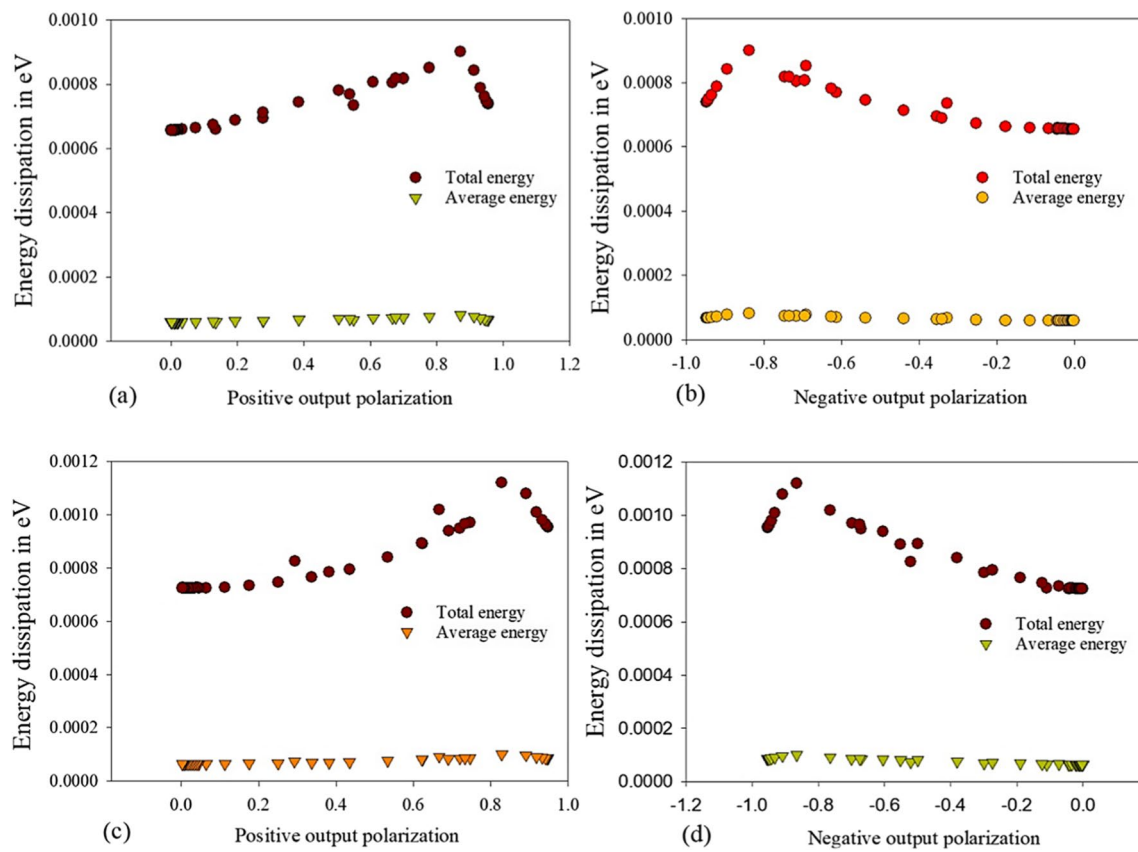 Energy dissipation in eV
0.0010
0.0008
0.0006
0.0004
0.0002
0.0000
Total energy
Average energy
0.0 0.2 0.4 0.6 0.8 1.0 1.2
(a)
Positive output polarization
Energy dissipation in eV
0.0010
0.0008
0.0006
0.0004
0.0002
0.0000
Total energy
Average energy
-1.0 -0.8 -0.6 -0.4 -0.2 0.0
(b)
Negative output polarization
Energy dissipation in eV
0.0012
0.0010
0.0008
0.0006
0.0004
0.0002
0.0000
Total energy
Average energy
0.0 0.2 0.4 0.6 0.8 1.0
(c)
Positive output polarization
Energy dissipation in eV
0.0012
0.0010
0.0008
0.0006
0.0004
0.0002
0.0000
Total energy
Average energy
-1.2 -1.0 -0.8 -0.6 -0.4 -0.2 0.0
(d)
Negative output polarization